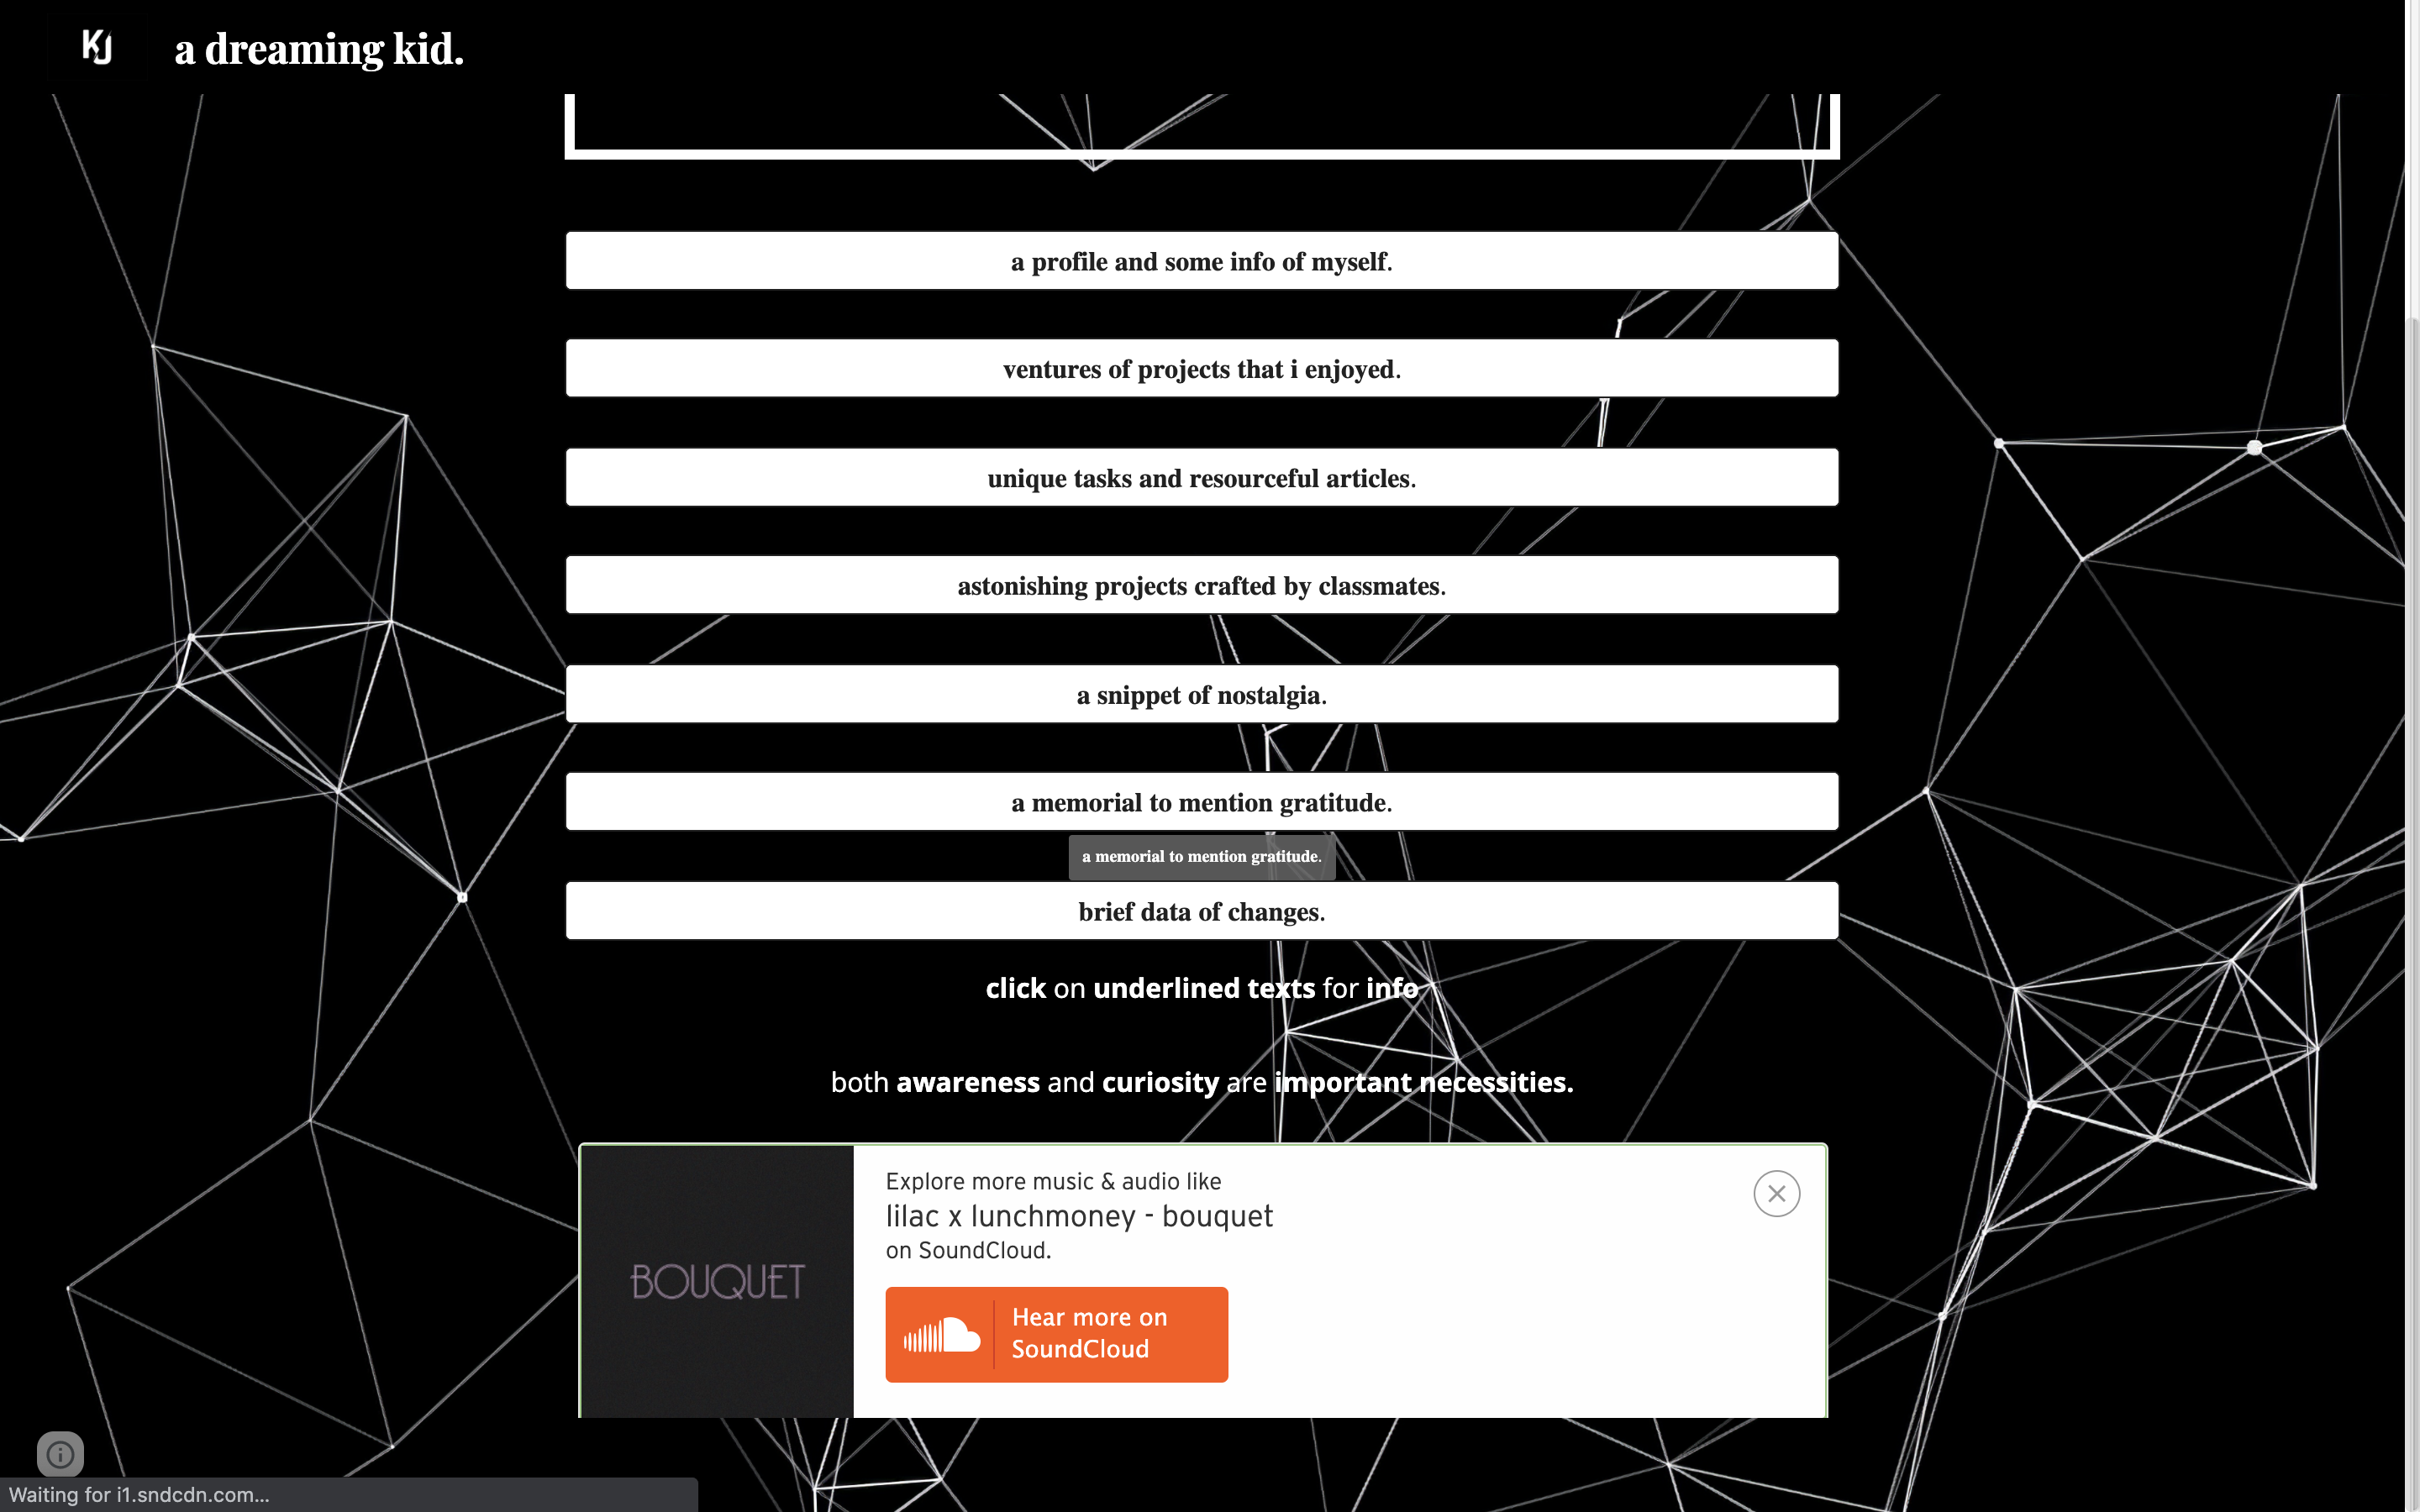 KJ
a dreaming kid.
a profile and some info of myself.
ventures of projects that i enjoyed.
unique tasks and resourceful articles.
astonishing projects crafted by classmates.
a snippet of nostalgia.
a memorial to mention gratitude.
a memorial to mention gratitude.
brief data of changes.
click on underlined texts for info
both awareness and curiosity are important necessities.
BOUQUET
Explore more music & audio like
lilac x lunchmoney - bouquet
on SoundCloud.
Hear more on
SoundCloud
Waiting for i1.sndcdn.com...